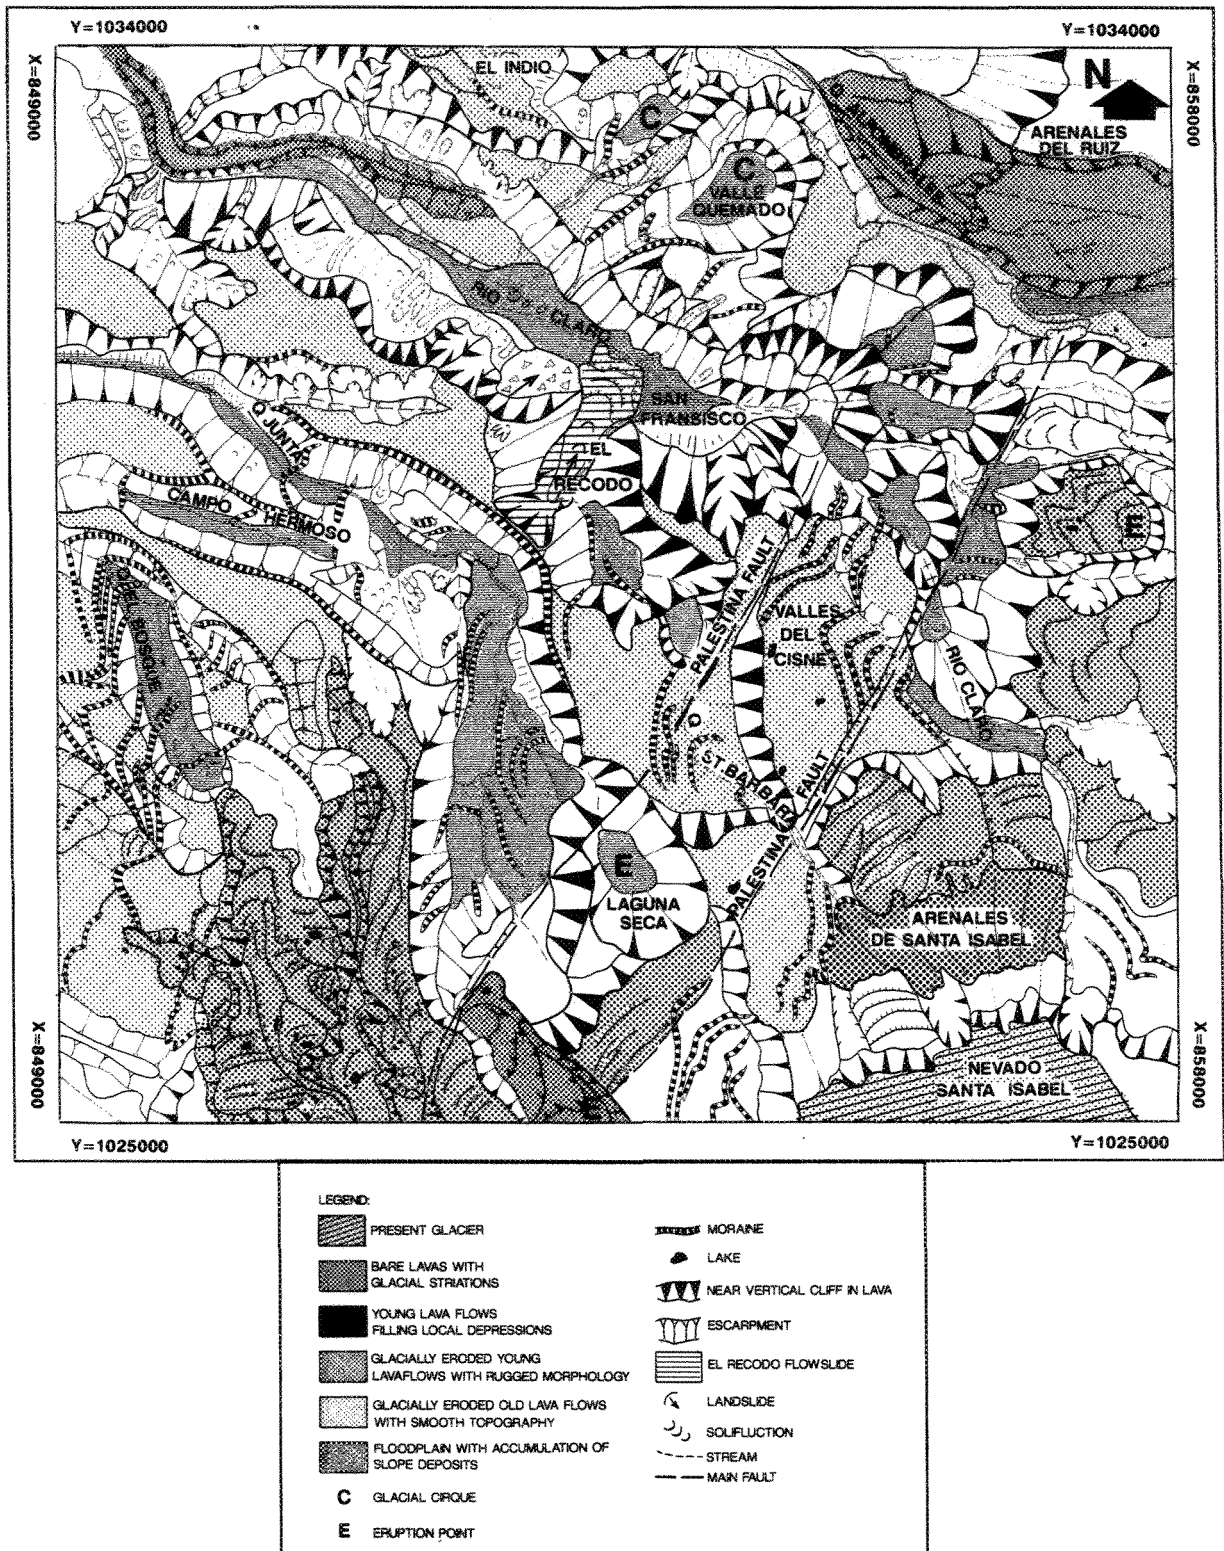 Y=1034000
Y=1034000
X=849000
X=858000
N
EL INDIO
ARENALES
DEL RUIZ
C
C
VALLE
QUEMADO
RIO CLARO
SAN
FRANSISCO
EL
RECODO
Q JUNTAS
CAMPO HERMOSO
E
PALESTINA FAULT
VALLES
DEL
CISNE
RIO CLARO
Q
ST.BARBARA
PALESTINA FAULT
E
LAGUNA
SECA
ARENALES
DE SANTA ISABEL
NEVADO
SANTA ISABEL
E
X=849000
X=858000
Y=1025000
Y=1025000
LEGEND:
PRESENT GLACIER
BARE LAVAS WITH
GLACIAL STRIATIONS
YOUNG LAVA FLOWS
FILLING LOCAL DEPRESSIONS
GLACIALLY ERODED YOUNG
LAVAFLOWS WITH RUGGED MORPHOLOGY
GLACIALLY ERODED OLD LAVA FLOWS
WITH SMOOTH TOPOGRAPHY
FLOODPLAIN WITH ACCUMULATION OF
SLOPE DEPOSITS
C GLACIAL CIRQUE
E ERUPTION POINT
MORAINE
LAKE
NEAR VERTICAL CLIFF IN LAVA
ESCARPMENT
EL RECODO FLOWSLIDE
LANDSLIDE
SOLIFLUCTION
STREAM
MAIN FAULT